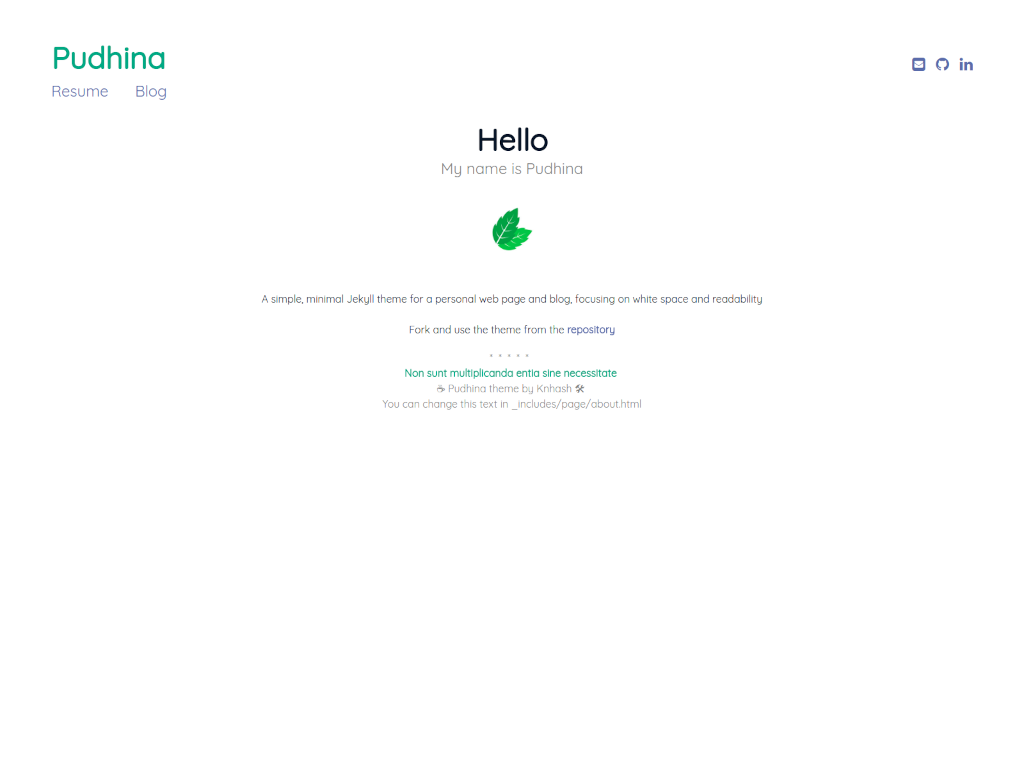 Pudhina
Resume Blog
Hello
My name is Pudhina
A simple, minimal Jekyll theme for a personal web page and blog, focusing on white space and readability
Fork and use the theme from the repository
• • • • •
Non sunt multiplicanda entia sine necessitate
☕ Pudhina theme by Knhash 🛠
You can change this text in _includes/page/about.html